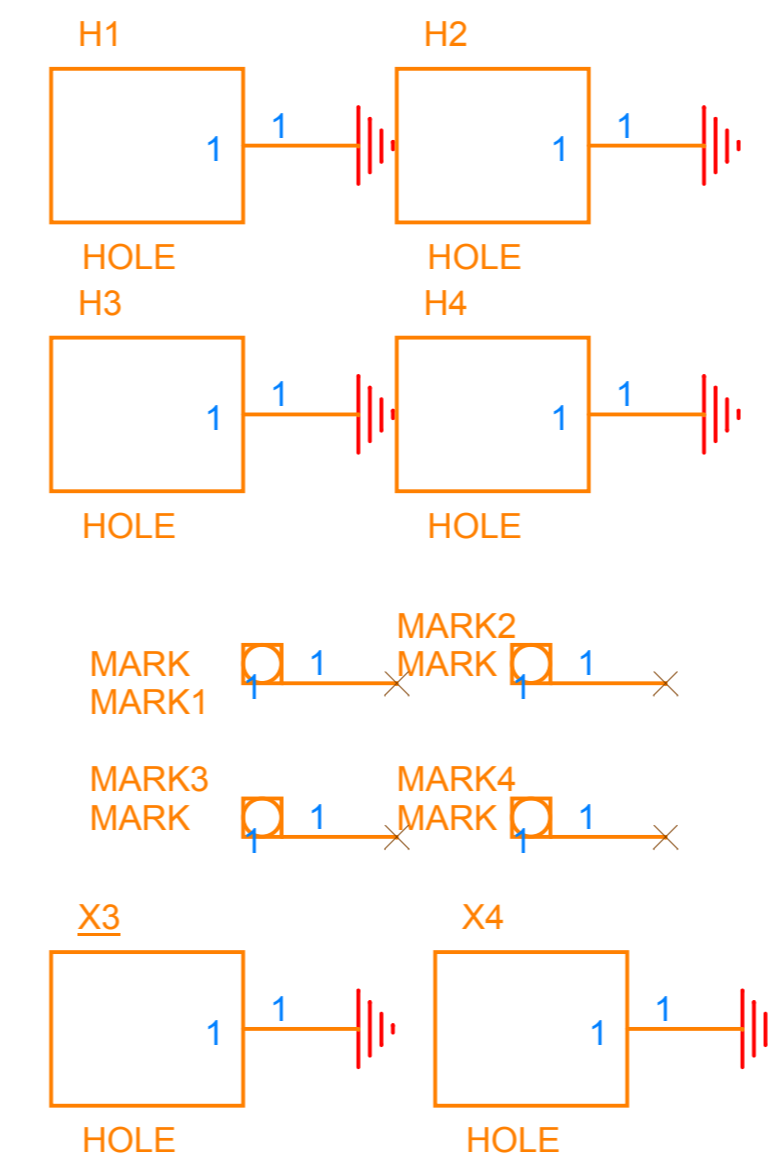 H1 H2
1 1 1 1
HOLE HOLE
H3 H4
1 1 1 1
HOLE HOLE
MARK2
MARK 1 MARK 1
MARK1 1 1
MARK3 MARK4
MARK 1 MARK 1
1 1
X3 X4
1 1 1 1
HOLE HOLE